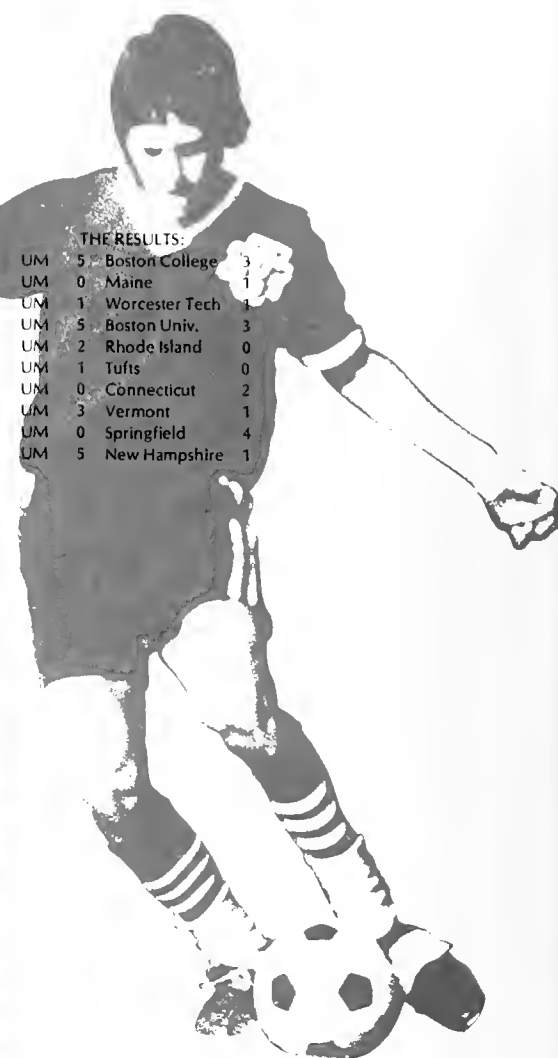 THE RESULTS:
UM 5 Boston College 3
UM 0 Maine 1
UM 1 Worcester Tech 1
UM 5 Boston Univ. 3
UM 2 Rhode Island 0
UM 1 Tufts 0
UM 0 Connecticut 2
UM 3 Vermont 1
UM 0 Springfield 4
UM 5 New Hampshire 1